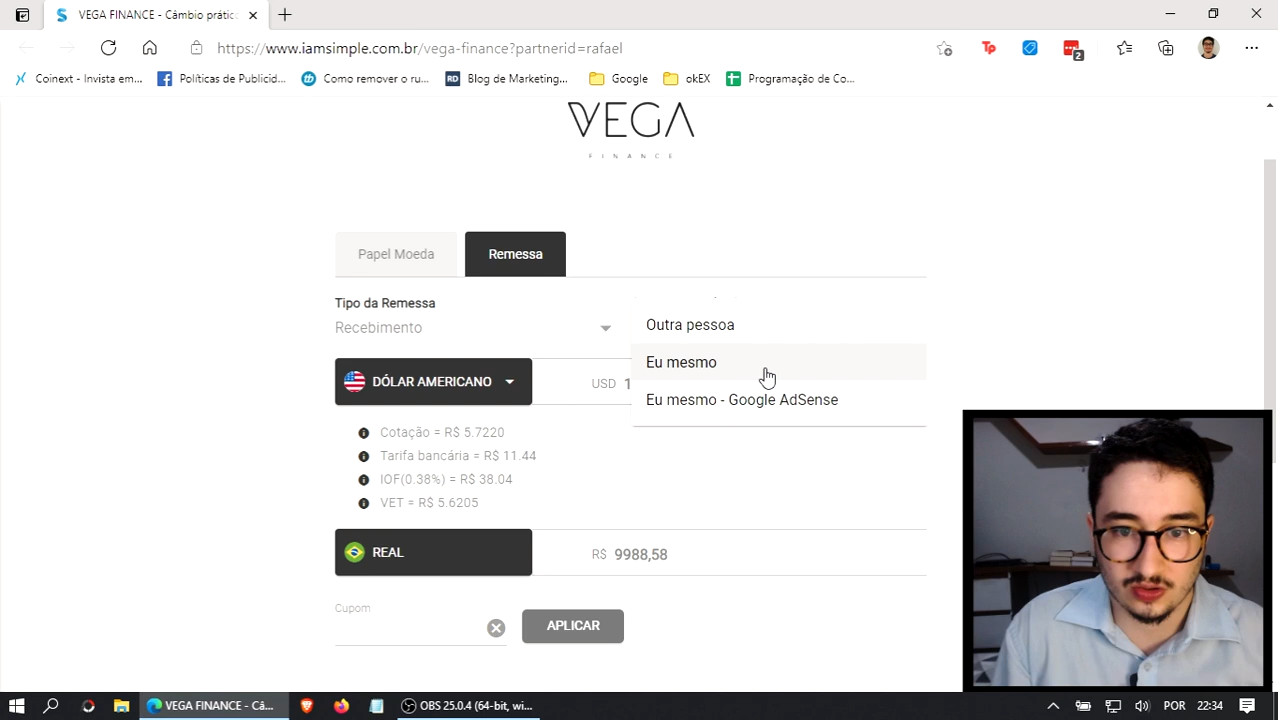 VEGA FINANCE - Câmbio prátic
https://www.iamsimple.com.br/vega-finance?partnerid=rafael
Coinext - Invista em...
Políticas de Publicid...
Como remover o ru...
Blog de Marketing...
Google
okEX
Programação de Co...
VEGA
FINANCE
Papel Moeda
Remessa
Tipo da Remessa
Recebimento
Outra pessoa
Eu mesmo
Eu mesmo - Google AdSense
DÓLAR AMERICANO
USD 1
Cotação = R$ 5.7220
Tarifa bancária = R$ 11.44
IOF(0.38%) = R$ 38.04
VET = R$ 5.6205
REAL
R$ 9988,58
Cupom
APLICAR
VEGA FINANCE - Câ...
OBS 25.0.4 (64-bit, wi...
POR
22:34